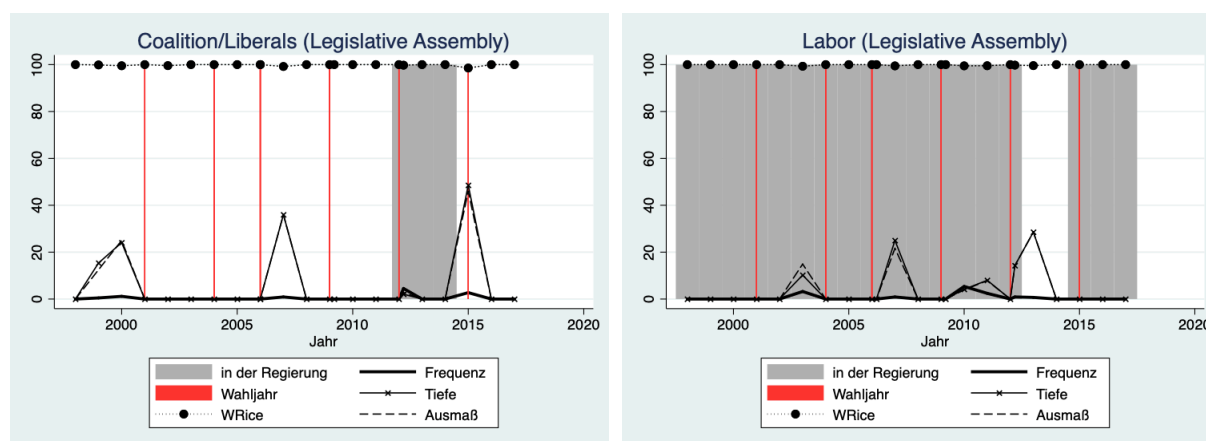 Coalition/Liberals (Legislative Assembly)
100
80
60
40
20
0
2000 2005 2010 2015 2020
Jahr
in der Regierung Frequenz
Wahljahr Tiefe
WRice Ausmaß
Labor (Legislative Assembly)
100
80
60
40
20
0
2000 2005 2010 2015 2020
Jahr
in der Regierung Frequenz
Wahljahr Tiefe
WRice Ausmaß